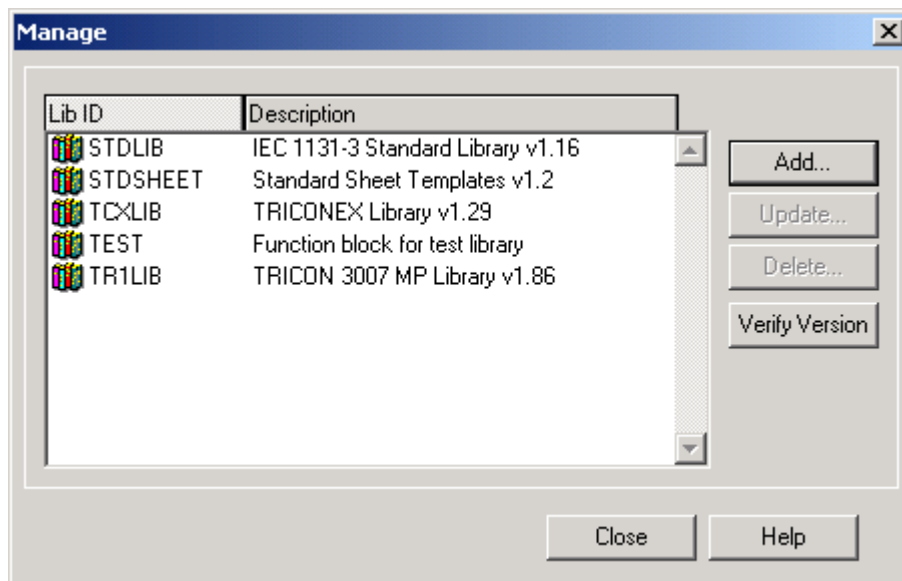 Manage
Lib ID Description
STDLIB IEC 1131-3 Standard Library v1.16
STDSHEET Standard Sheet Templates v1.2
TCXLIB TRICONEX Library v1.29
TEST Function block for test library
TR1LIB TRICON 3007 MP Library v1.86
Add...
Update...
Delete...
Verify Version
Close Help